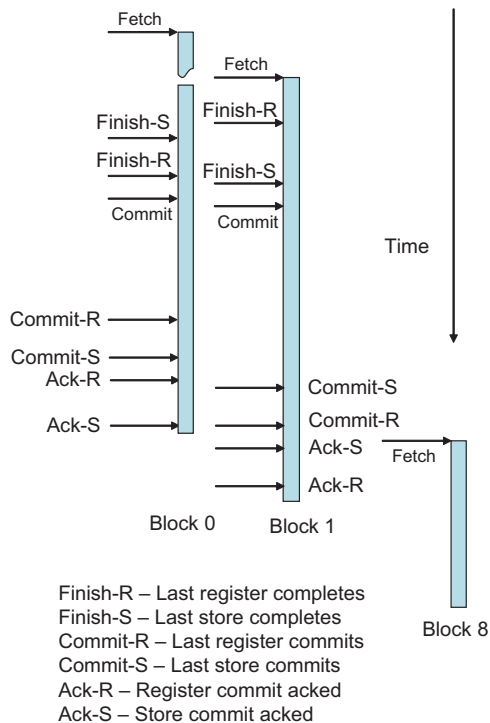 Fetch
Fetch
Finish-R
Finish-S
Finish-R
Finish-S
Commit
Commit
Time
Commit-R
Commit-S
Ack-R
Commit-S
Commit-R
Ack-S
Ack-S
Fetch
Ack-R
Block 0
Block 1
Block 8
Finish-R – Last register completes
Finish-S – Last store completes
Commit-R – Last register commits
Commit-S – Last store commits
Ack-R – Register commit acked
Ack-S – Store commit acked